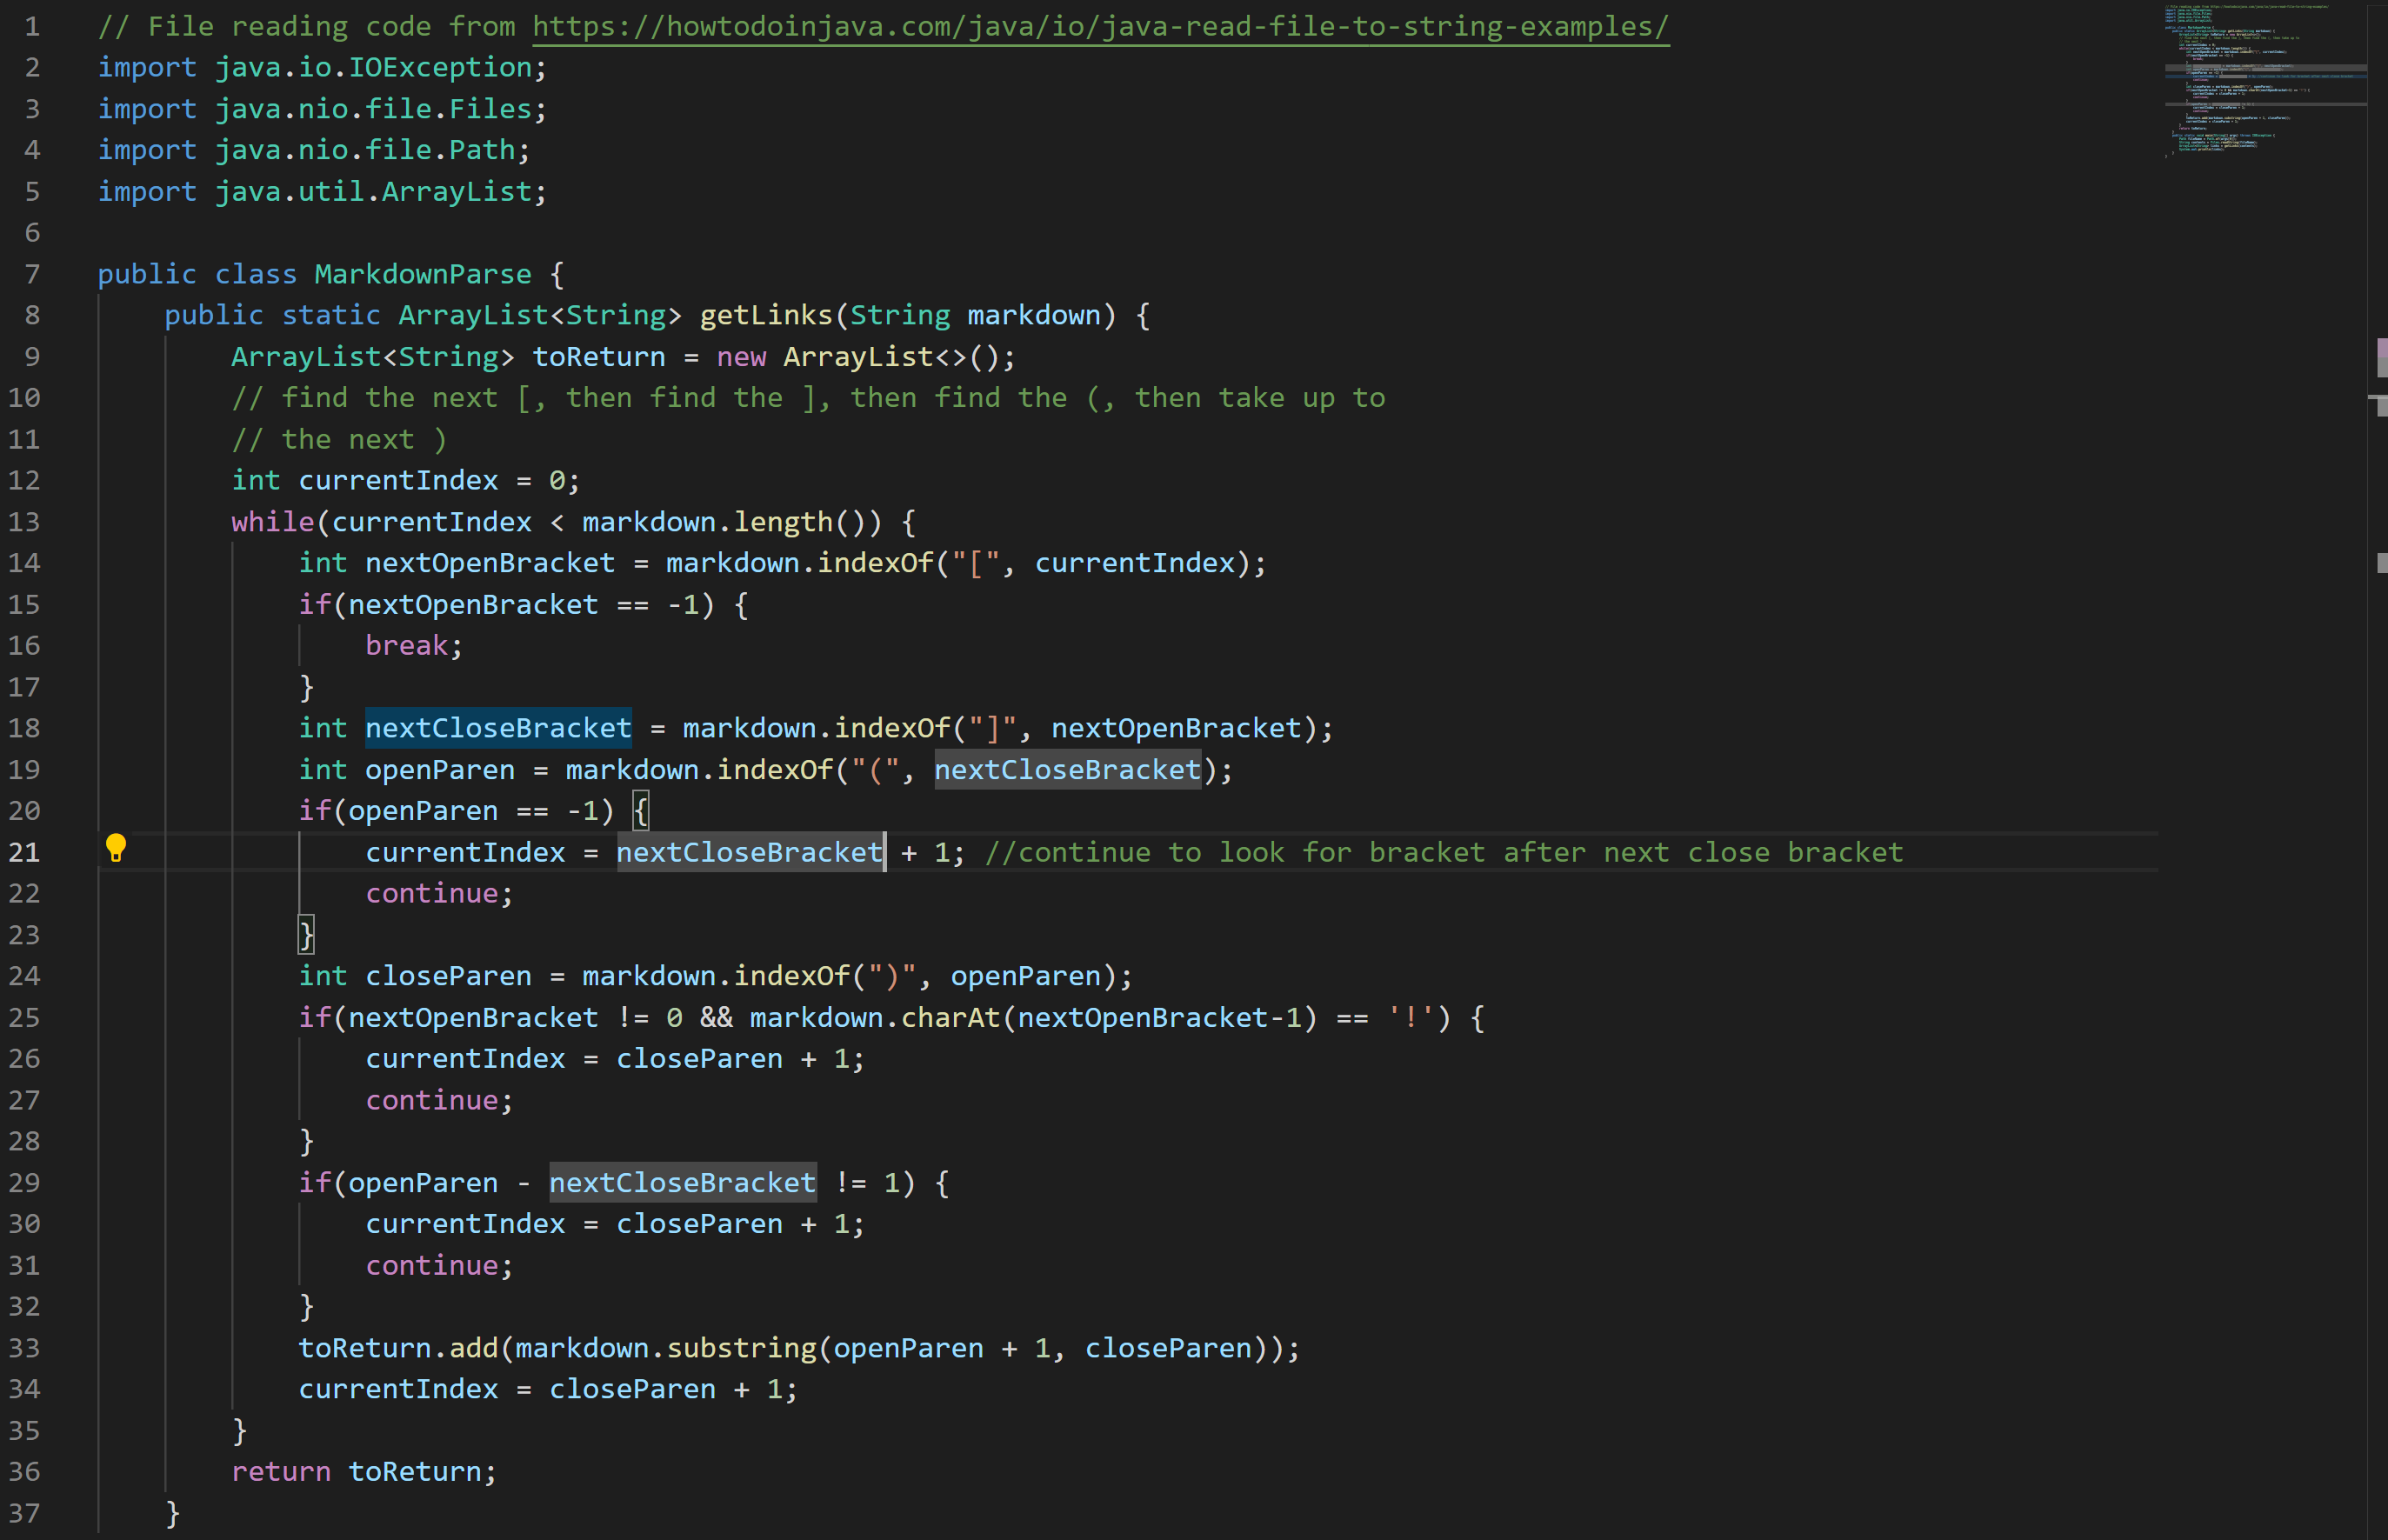 1 // File reading code from https://howtodoinjava.com/java/io/java-read-file-to-string-examples/
2 import java.io.IOException;
3 import java.nio.file.Files;
4 import java.nio.file.Path;
5 import java.util.ArrayList;
6
7 public class MarkdownParse {
8     public static ArrayList<String> getLinks(String markdown) {
9         ArrayList<String> toReturn = new ArrayList<>();
10         // find the next [, then find the ], then find the (, then take up to
11         // the next )
12         int currentIndex = 0;
13         while(currentIndex < markdown.length()) {
14             int nextOpenBracket = markdown.indexOf("[", currentIndex);
15             if(nextOpenBracket == -1) {
16                 break;
17             }
18             int nextCloseBracket = markdown.indexOf("]", nextOpenBracket);
19             int openParen = markdown.indexOf("(", nextCloseBracket);
20             if(openParen == -1) {
21                 currentIndex = nextCloseBracket + 1; //continue to look for bracket after next close bracket
22                 continue;
23             }
24             int closeParen = markdown.indexOf(")", openParen);
25             if(nextOpenBracket != 0 && markdown.charAt(nextOpenBracket-1) == '!') {
26                 currentIndex = closeParen + 1;
27                 continue;
28             }
29             if(openParen - nextCloseBracket != 1) {
30                 currentIndex = closeParen + 1;
31                 continue;
32             }
33             toReturn.add(markdown.substring(openParen + 1, closeParen));
34             currentIndex = closeParen + 1;
35         }
36         return toReturn;
37     }